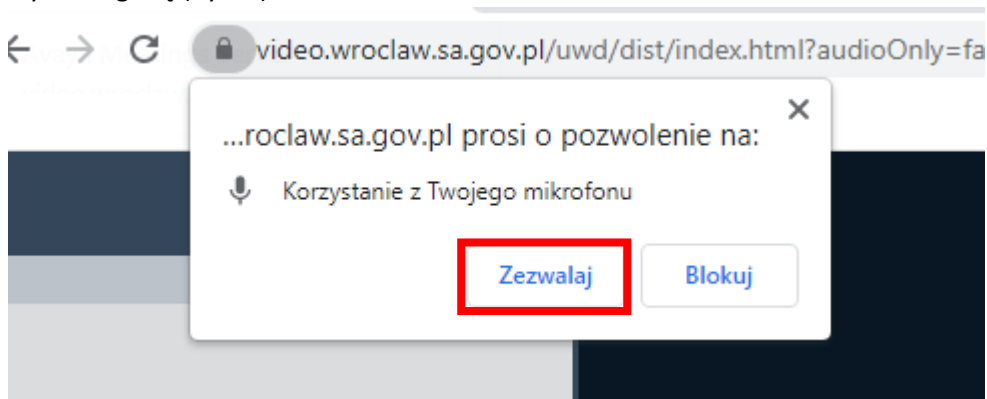 video.wroclaw.sa.gov.pl/uwd/dist/index.html?audioOnly=fa
...roclaw.sa.gov.pl prosi o pozwolenie na:
Korzystanie z Twojego mikrofonu
Zezwalaj Blokuj